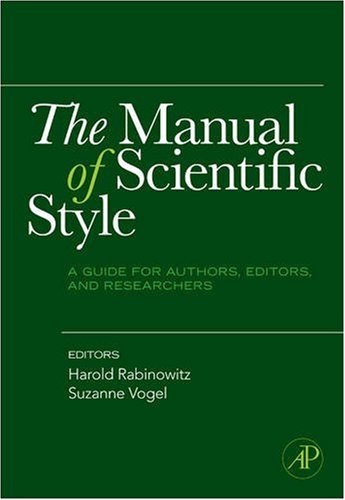 The Manual
of Scientific
Style
A GUIDE FOR AUTHORS, EDITORS,
AND RESEARCHERS
EDITORS
Harold Rabinowitz
Suzanne Vogel
AP